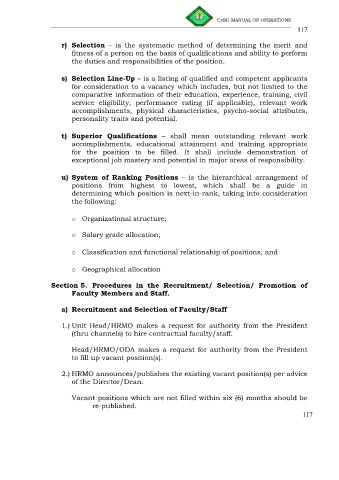 CvSU MANUAL OF OPERATIONS
117
r) Selection – is the systematic method of determining the merit and
fitness of a person on the basis of qualifications and ability to perform
the duties and responsibilities of the position.
s) Selection Line-Up – is a listing of qualified and competent applicants
for consideration to a vacancy which includes, but not limited to the
comparative information of their education, experience, training, civil
service eligibility, performance rating (if applicable), relevant work
accomplishments, physical characteristics, psycho-social attributes,
personality traits and potential.
t) Superior Qualifications – shall mean outstanding relevant work
accomplishments, educational attainment and training appropriate
for the position to be filled. It shall include demonstration of
exceptional job mastery and potential in major areas of responsibility.
u) System of Ranking Positions – is the hierarchical arrangement of
positions from highest to lowest, which shall be a guide in
determining which position is next-in-rank, taking into consideration
the following:
o Organizational structure;
o Salary grade allocation;
o Classification and functional relationship of positions; and
o Geographical allocation
Section 5. Procedures in the Recruitment/ Selection/ Promotion of
Faculty Members and Staff.
a) Recruitment and Selection of Faculty/Staff
1.) Unit Head/HRMO makes a request for authority from the President
(thru channels) to hire contractual faculty/staff.
Head/HRMO/ODA makes a request for authority from the President
to fill up vacant position(s).
2.) HRMO announces/publishes the existing vacant position(s) per advice
of the Director/Dean.
Vacant positions which are not filled within six (6) months should be
re-published.
117